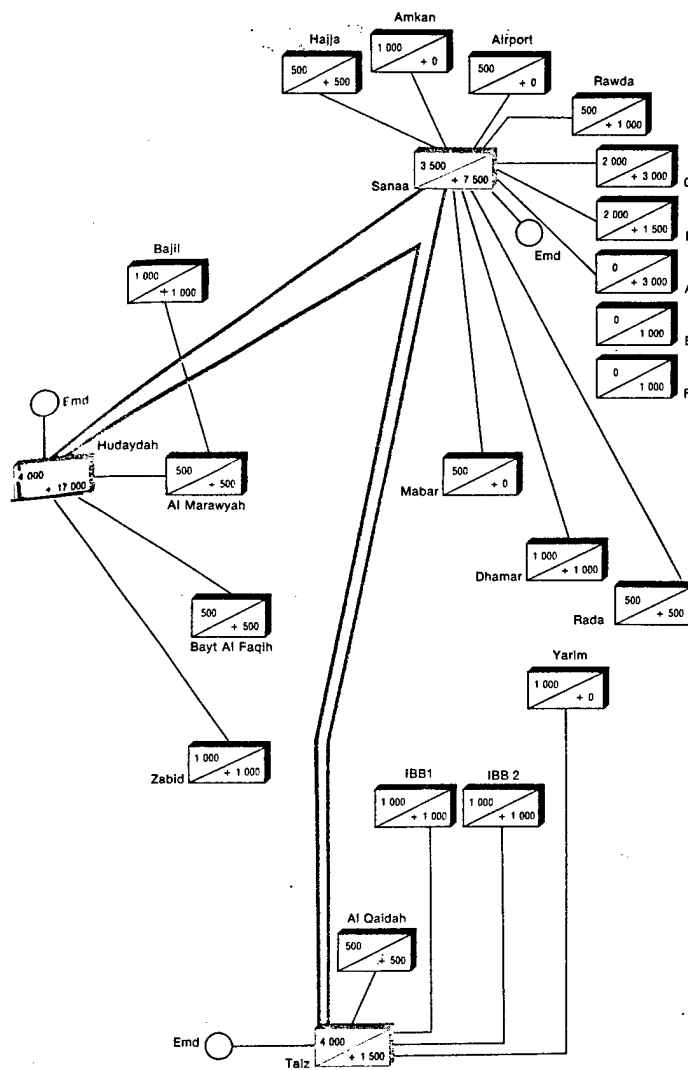 Amkan
1 000
+ 0
Hajja
500
+ 500
Airport
500
+ 0
Rawda
500
+ 1 000
Sanaa
3 500
+ 7 500
2 000
+ 3 000
2 000
+ 1 500
0
+ 3 000
0
1 000
0
1 000
Emd
Bajil
1 000
+ 1 000
Emd
Hudaydah
4 000
+ 17 000
500
+ 500
Al Marawyah
500
+ 0
Mabar
1 000
+ 1 000
Dhamar
500
+ 500
Rada
500
+ 500
Bayt Al Faqih
Yarim
1 000
+ 0
1 000
+ 1 000
Zabid
IBB1
1 000
+ 1 000
IBB 2
1 000
+ 1 000
Al Qaidah
500
+ 500
Emd
4 000
+ 1 500
Taiz